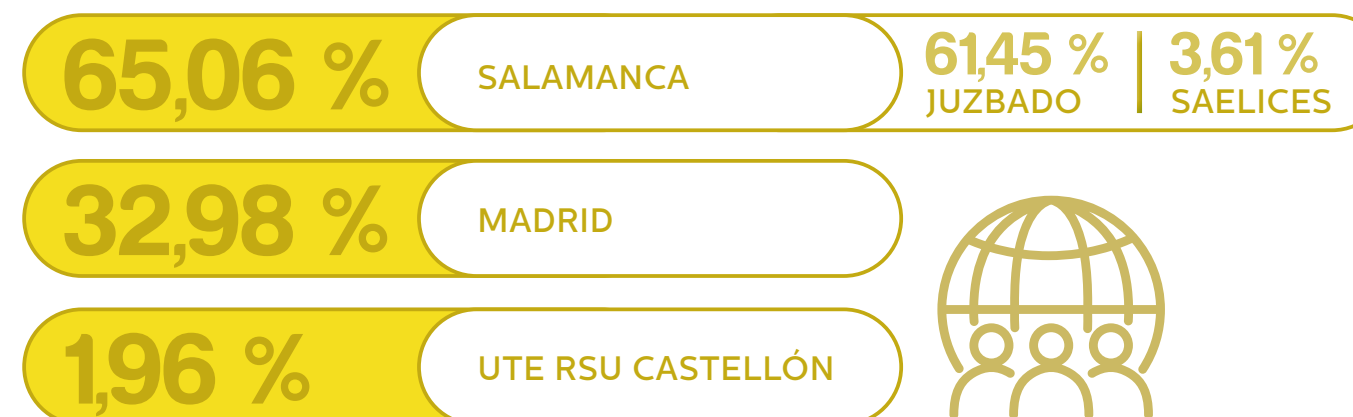 65,06 % SALAMANCA 61,45 % 3,61 %
JUZBADO SAELICES
32,98 % MADRID
1,96 % UTE RSU CASTELLÓN